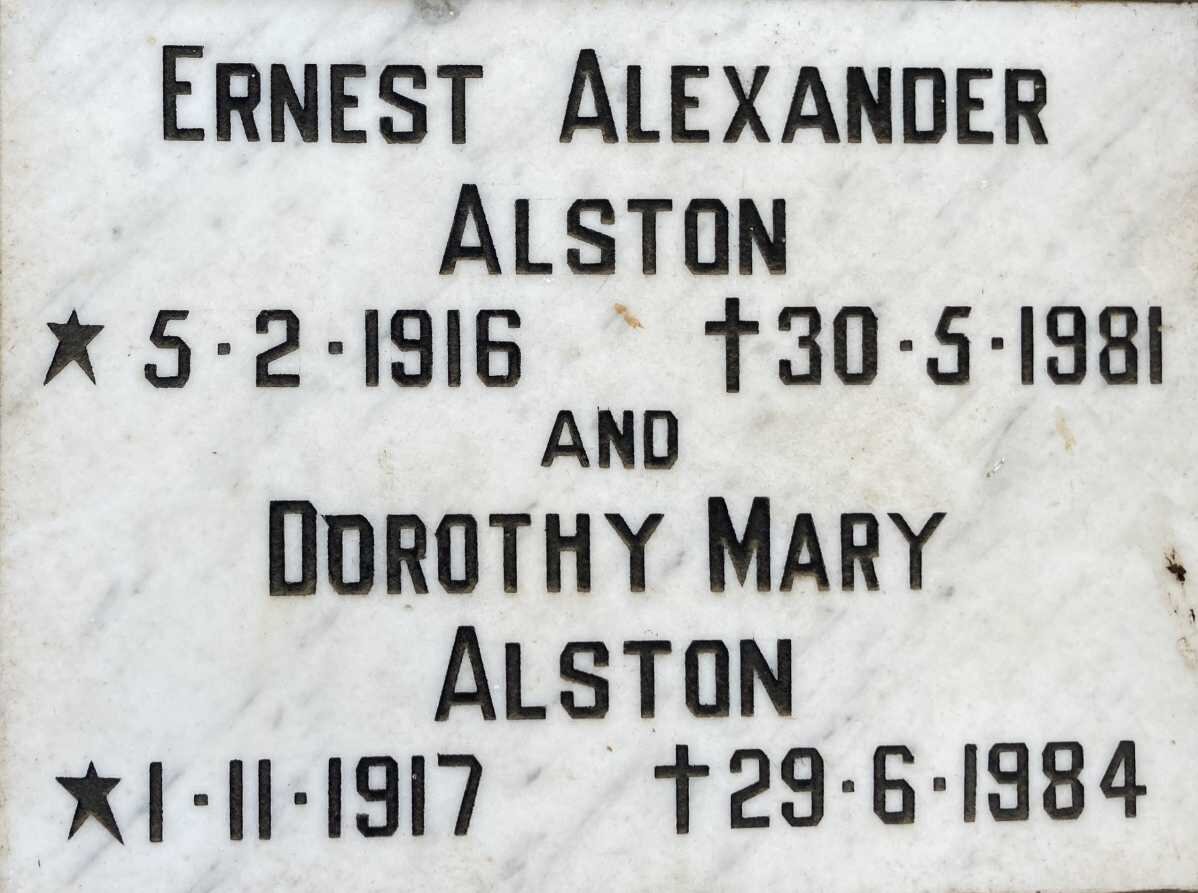 ERNEST ALEXANDER
ALSTON
★ 5·2·1916 ✝ 30·5·1981
AND
DOROTHY MARY
ALSTON
★ 1·11·1917 ✝ 29·6·1984